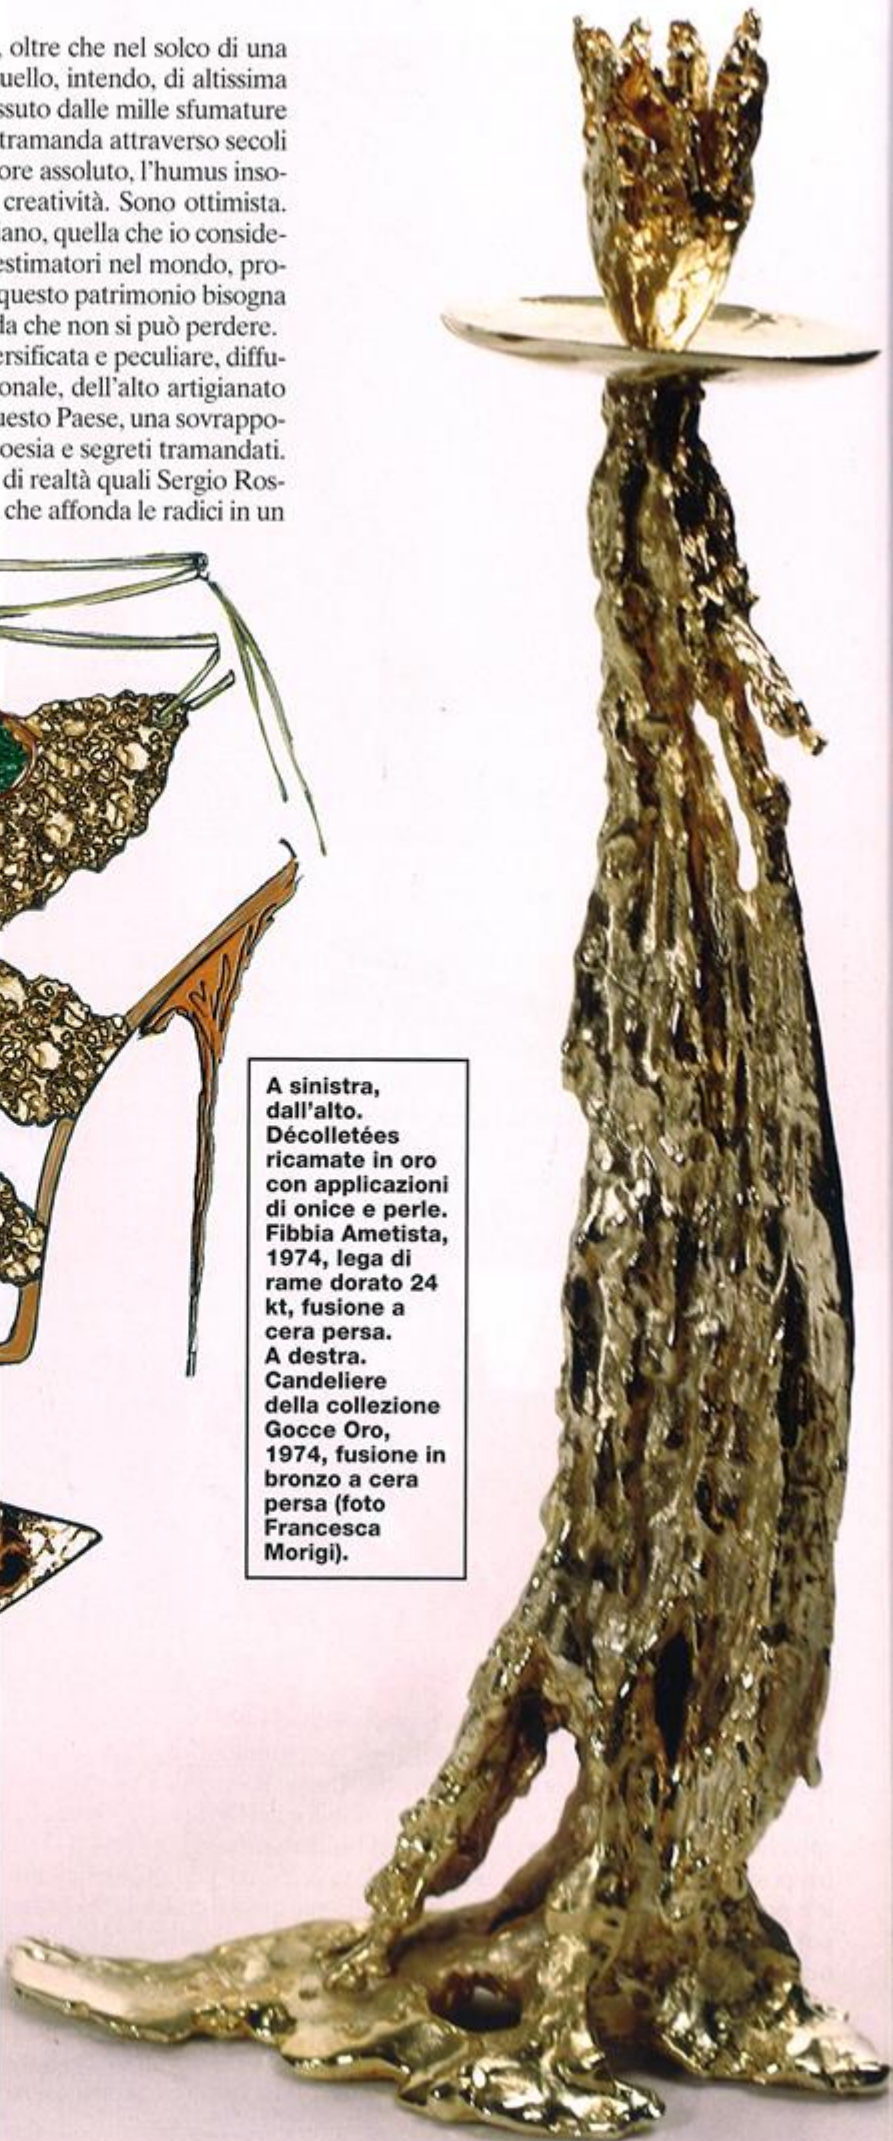 , oltre che nel solco di una
uello, intendo, di altissima
ssuto dalle mille sfumature
tramanda attraverso secoli
ore assoluto, l'humus inso-
creatività. Sono ottimista.
ano, quella che io conside-
estimatori nel mondo, pro-
questo patrimonio bisogna
la che non si può perdere.
ersificata e peculiare, diffu-
onale, dell'alto artigianato
uesto Paese, una sovrappo-
oesia e segreti tramandati.
di realtà quali Sergio Ros-
che affonda le radici in un
A sinistra,
dall'alto.
Décolletées
ricamate in oro
con applicazioni
di onice e perle.
Fibbia Ametista,
1974, lega di
rame dorato 24
kt, fusione a
cera persa.
A destra.
Candeliere
della collezione
Gocce Oro,
1974, fusione in
bronzo a cera
persa (foto
Francesca
Morigi).